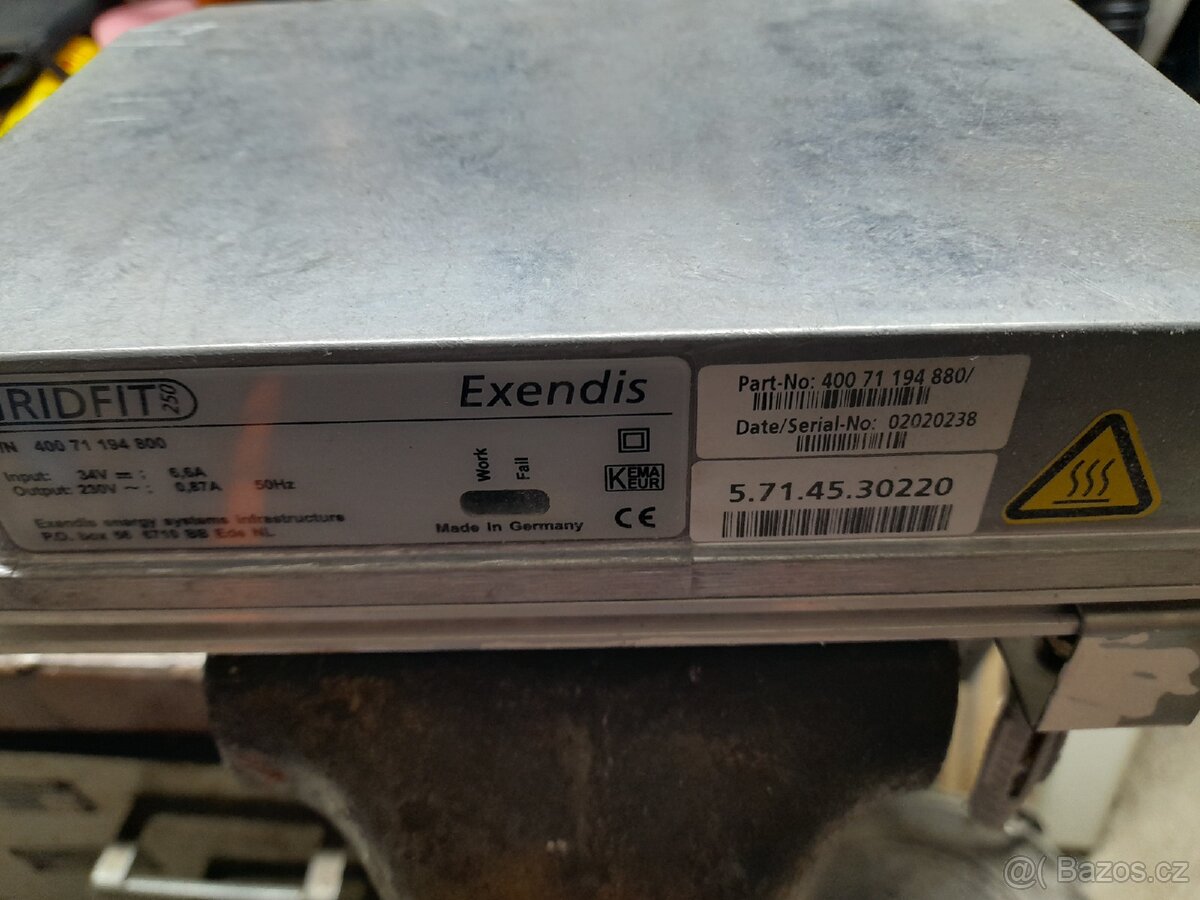 RIDFIT 250
Exendis
TN 400 71 194 800
Input: 34V ⎓ : 6,6A
Output: 230V ~ : 0,87A 50Hz
Exendis energy systems infrastructure
P.O. box 56 6710 BB Ede NL
Work
Fail
Made in Germany
KEMA
KEUR
CE
Part-No: 400 71 194 880/
Date/Serial-No: 02020238
5.71.45.30220
@( Bazos.cz